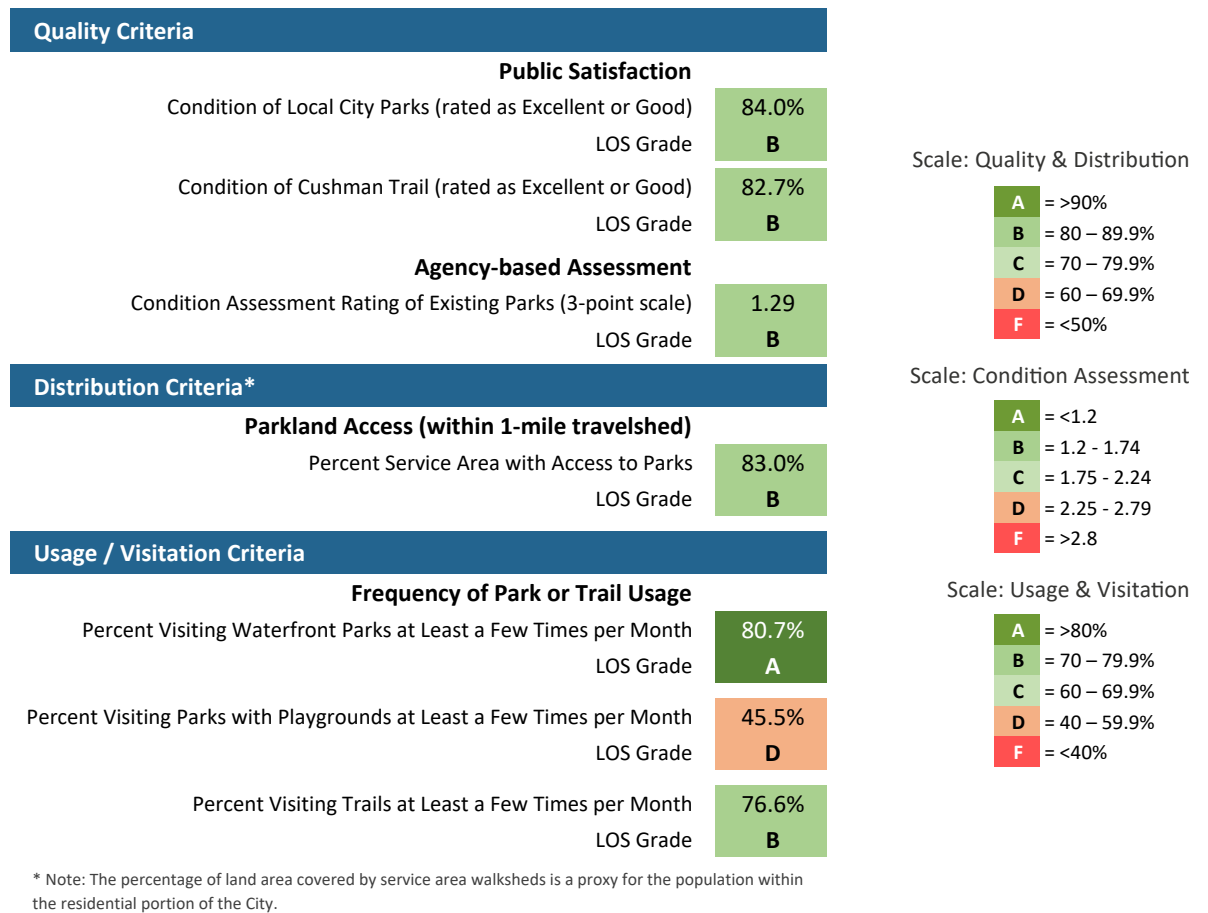 Quality Criteria
Public Satisfaction
Condition of Local City Parks (rated as Excellent or Good) 84.0%
LOS Grade B
Condition of Cushman Trail (rated as Excellent or Good) 82.7%
LOS Grade B
Agency-based Assessment
Condition Assessment Rating of Existing Parks (3-point scale) 1.29
LOS Grade B
Distribution Criteria*
Parkland Access (within 1-mile travelshed)
Percent Service Area with Access to Parks 83.0%
LOS Grade B
Usage / Visitation Criteria
Frequency of Park or Trail Usage
Percent Visiting Waterfront Parks at Least a Few Times per Month 80.7%
LOS Grade A
Percent Visiting Parks with Playgrounds at Least a Few Times per Month 45.5%
LOS Grade D
Percent Visiting Trails at Least a Few Times per Month 76.6%
LOS Grade B
* Note: The percentage of land area covered by service area walksheds is a proxy for the population within
the residential portion of the City.
Scale: Quality & Distribution
A = >90%
B = 80 – 89.9%
C = 70 – 79.9%
D = 60 – 69.9%
F = <50%
Scale: Condition Assessment
A = <1.2
B = 1.2 - 1.74
C = 1.75 - 2.24
D = 2.25 - 2.79
F = >2.8
Scale: Usage & Visitation
A = >80%
B = 70 – 79.9%
C = 60 – 69.9%
D = 40 – 59.9%
F = <40%